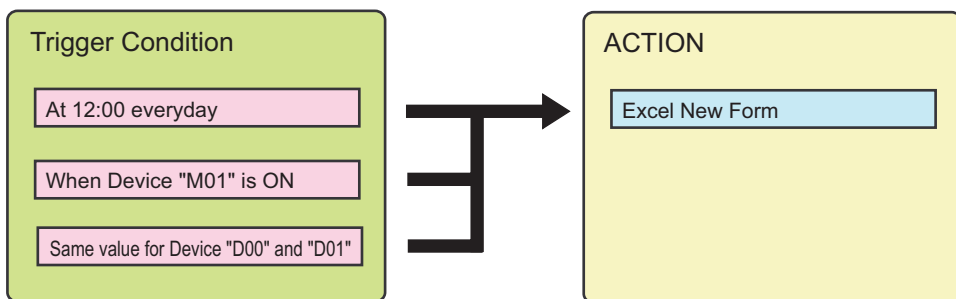 Trigger Condition
At 12:00 everyday
When Device "M01" is ON
Same value for Device "D00" and "D01"
ACTION
Excel New Form